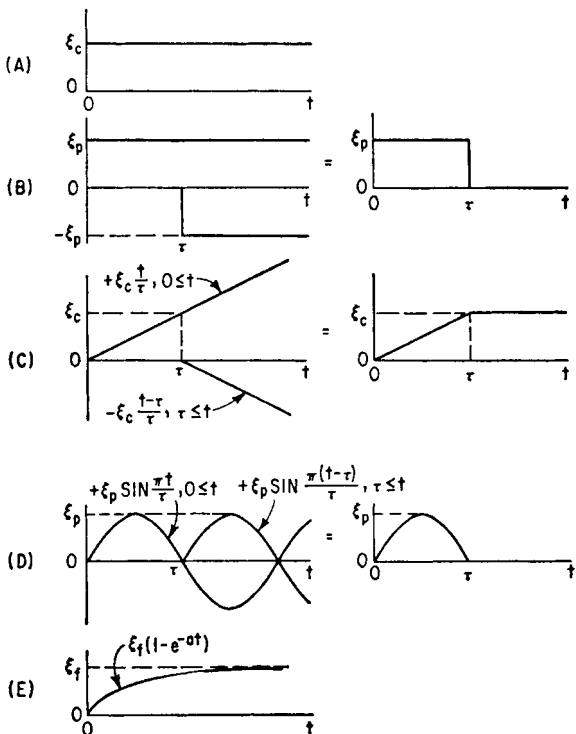 (A)
ξc
0
0
t
(B)
ξp
0
-ξp
τ
t
=
ξp
0
0
τ
t
(C)
+ξc t/τ, 0≤t
ξc
0
τ
t
-ξc (t-τ)/τ, τ≤t
=
ξc
0
0
τ
t
(D)
+ξp SIN πt/τ, 0≤t
+ξp SIN π(t-τ)/τ, τ≤t
ξp
0
τ
t
=
ξp
0
0
τ
t
(E)
ξf(1-e^-at)
ξf
0
0
t